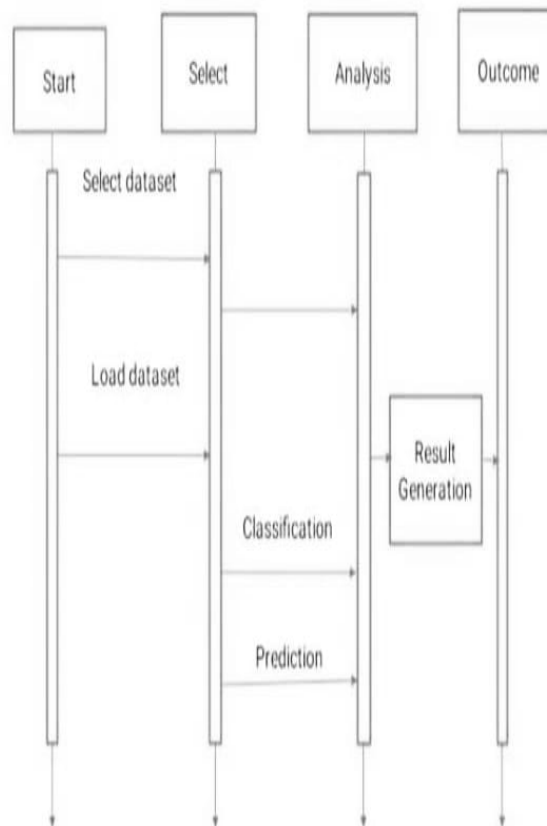 Start
Select
Analysis
Outcome
Select dataset
Load dataset
Result
Generation
Classification
Prediction